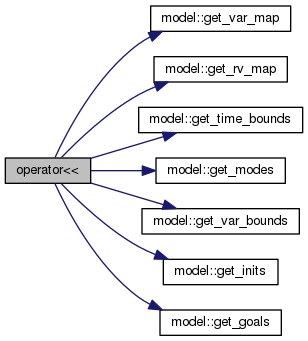 model::get_var_map
model::get_rv_map
model::get_time_bounds
operator<<
model::get_modes
model::get_var_bounds
model::get_inits
model::get_goals